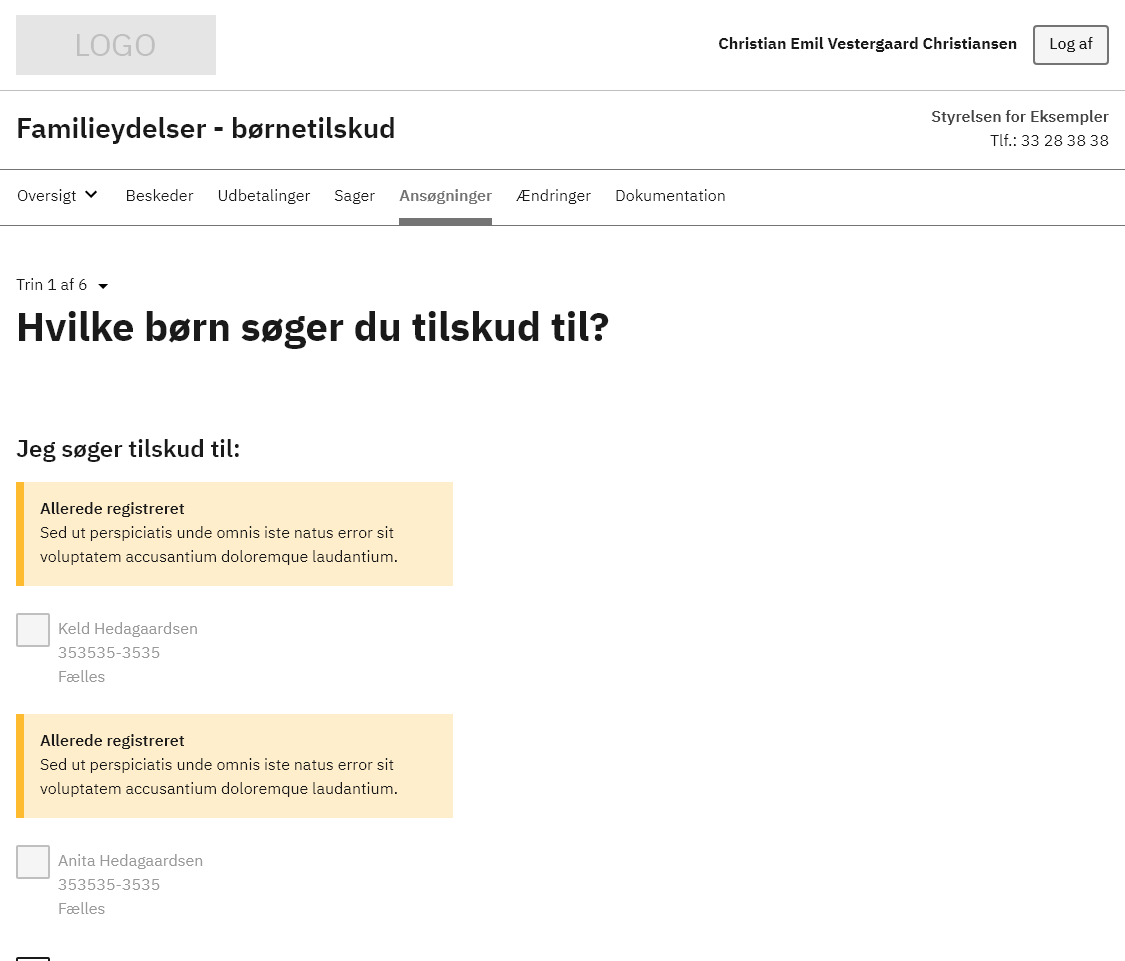 LOGO
Christian Emil Vestergaard Christiansen
Log af
Familieydelser - børnetilskud
Styrelsen for Eksempler
Tlf.: 33 28 38 38
Oversigt Beskeder Udbetalinger Sager Ansøgninger Ændringer Dokumentation
Trin 1 af 6
Hvilke børn søger du tilskud til?
Jeg søger tilskud til:
Allerede registreret
Sed ut perspiciatis unde omnis iste natus error sit
voluptatem accusantium doloremque laudantium.
Keld Hedagaardsen
353535-3535
Fælles
Allerede registreret
Sed ut perspiciatis unde omnis iste natus error sit
voluptatem accusantium doloremque laudantium.
Anita Hedagaardsen
353535-3535
Fælles